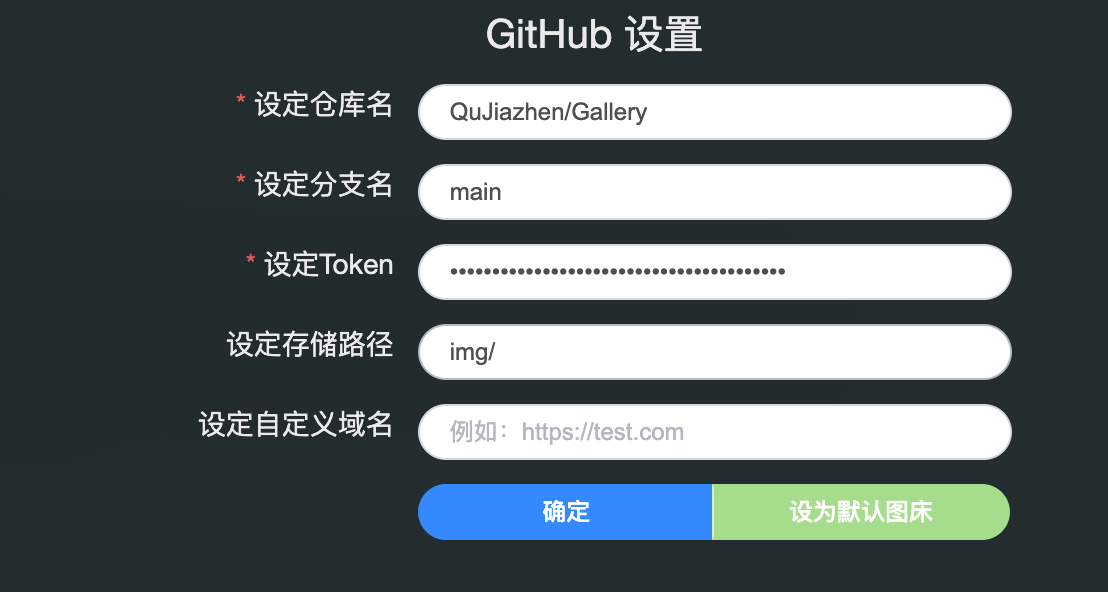 GitHub 设置
* 设定仓库名 QuJiazhen/Gallery
* 设定分支名 main
* 设定Token ••••••••••••••••••••••••••••••••••••••••
设定存储路径 img/
设定自定义域名 例如：https://test.com
确定 设为默认图床